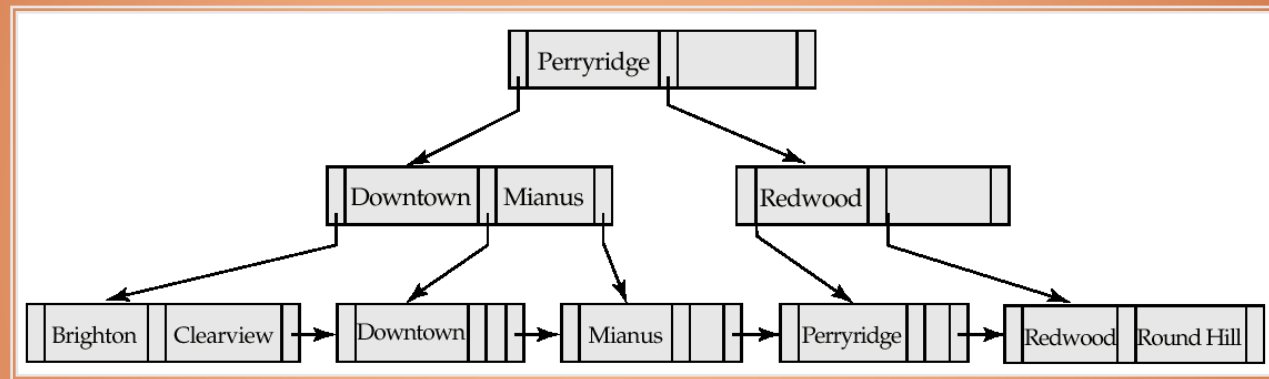 Perryridge
Downtown Mianus Redwood
Brighton Clearview Downtown Mianus Perryridge Redwood Round Hill